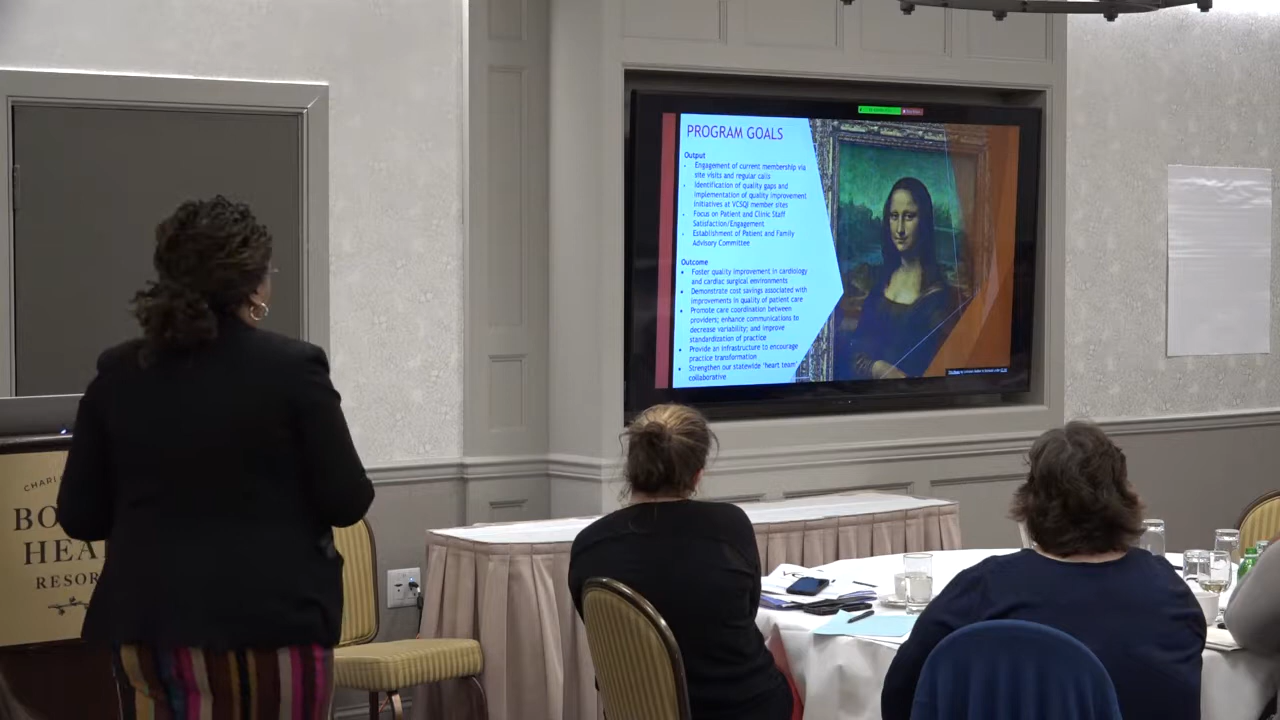 PROGRAM GOALS
Output
Engagement of current membership via
site visits and regular calls
Identification of quality gaps and
implementation of quality improvement
initiatives at VCSQI member sites
Focus on Patient and Clinic Staff
Satisfaction/Engagement
Establishment of Patient and Family
Advisory Committee
Outcome
Foster quality improvement in cardiology
and cardiac surgical environments
Demonstrate cost savings associated with
improvements in quality of patient care
Promote care coordination between
providers; enhance communications to
decrease variability; and improve
standardization of practice
Provide an infrastructure to encourage
practice transformation
Strengthen our statewide 'heart team'
collaborative
CHARL
BO
HEA
RESOR